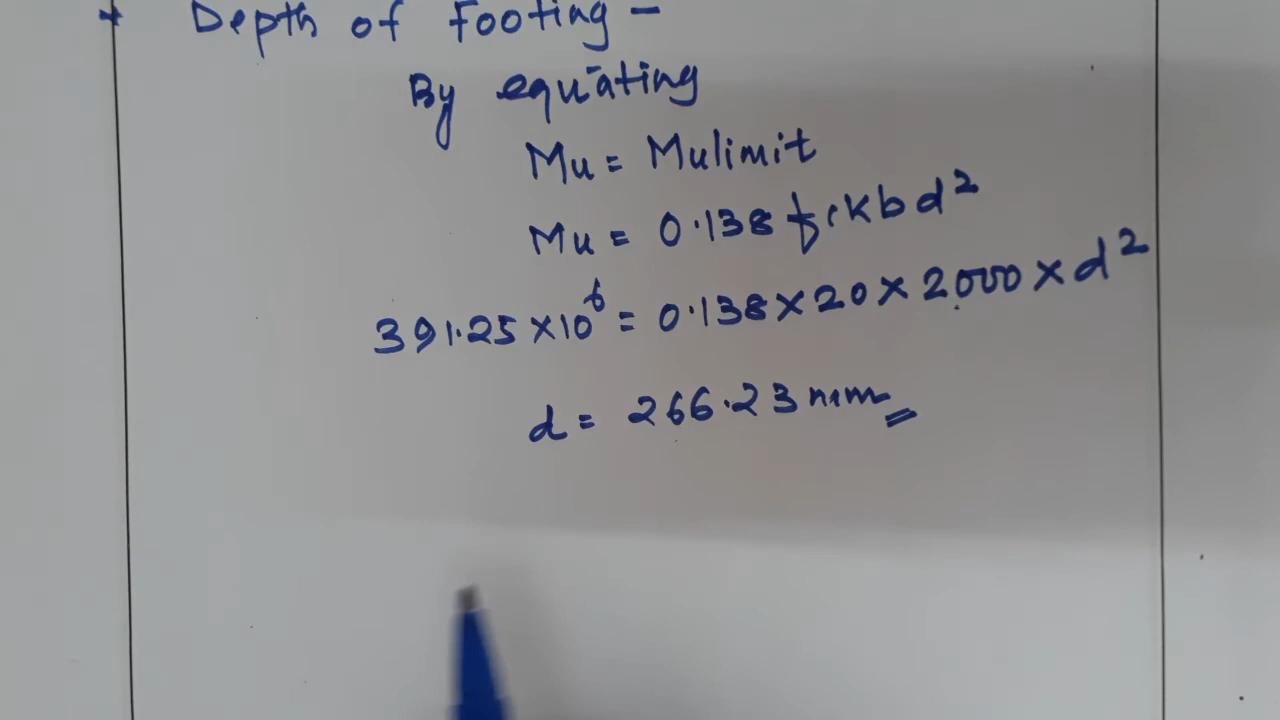 Depth of Footing -
By equating
Mu = Mulimit
Mu = 0.138 fck b d²
391.25 × 10⁶ = 0.138 × 20 × 2000 × d²
d = 266.23 mm